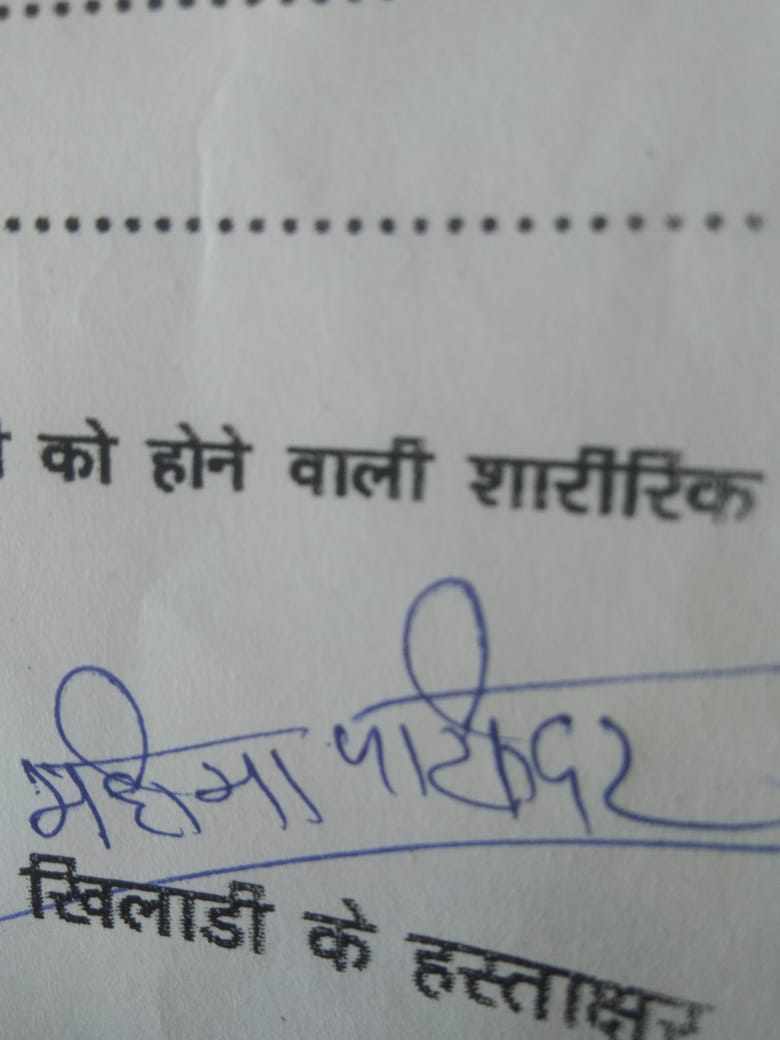 को होने वाली शारीरिक
महिमा
खिलाडी के हस्ताक्षर